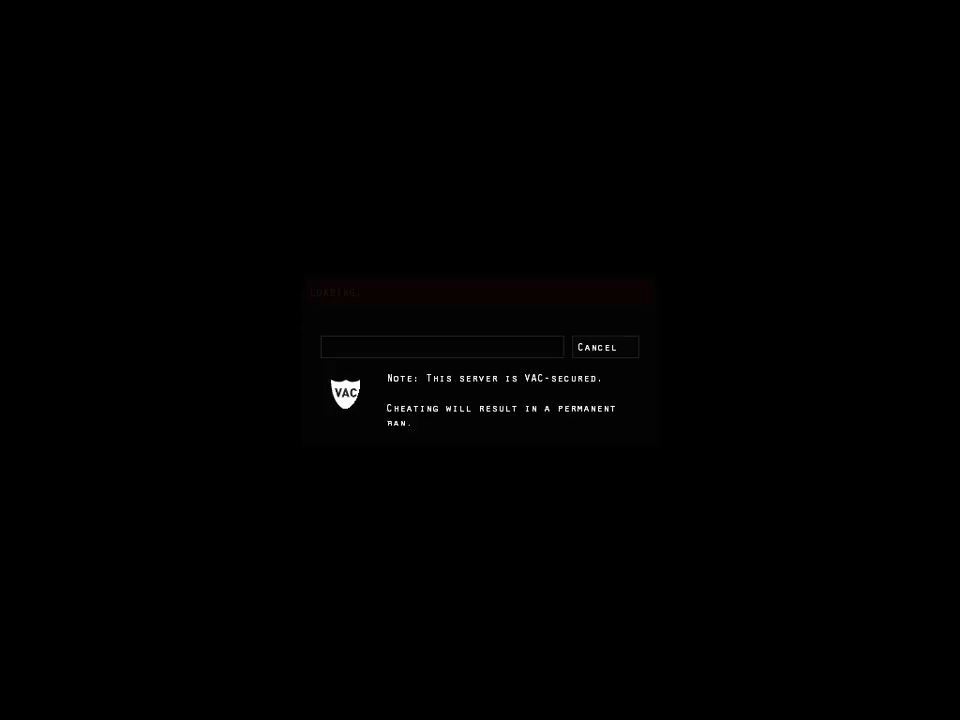 LOADING.
CANCEL
NOTE: THIS SERVER IS VAC-SECURED.
VAC
CHEATING WILL RESULT IN A PERMANENT
BAN.